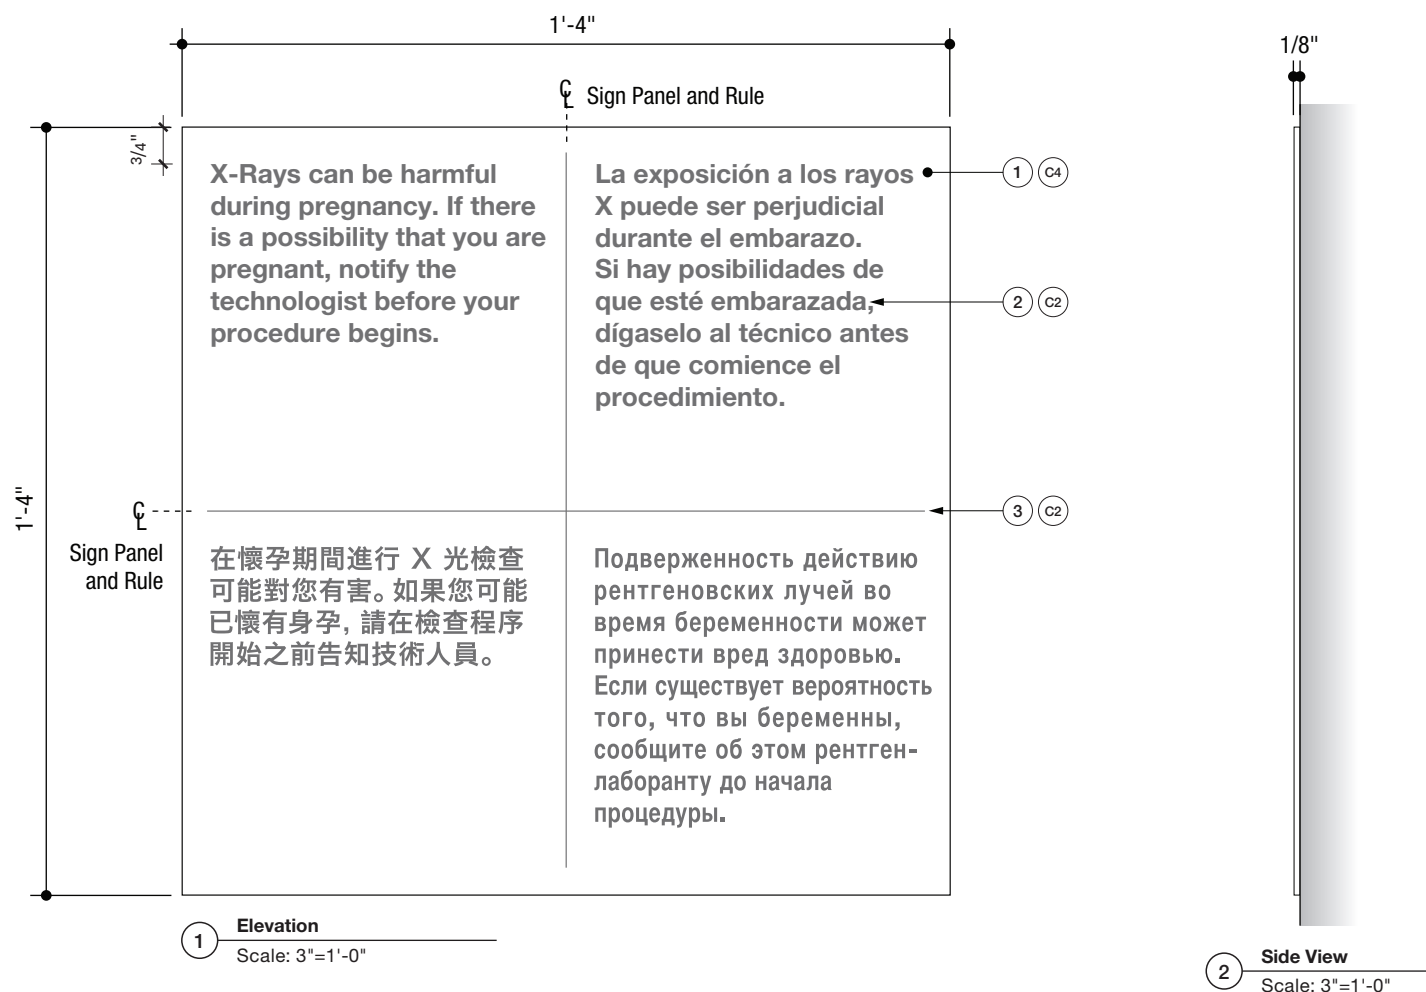 1'-4"
1/8"
℄ Sign Panel and Rule
3/4"
X-Rays can be harmful
during pregnancy. If there
is a possibility that you are
pregnant, notify the
technologist before your
procedure begins.
La exposición a los rayos
X puede ser perjudicial
durante el embarazo.
Si hay posibilidades de
que esté embarazada,
dígaselo al técnico antes
de que comience el
procedimiento.
1 C4
2 C2
3 C2
1'-4"
℄
Sign Panel
and Rule
在懷孕期間進行 X 光檢查
可能對您有害。如果您可能
已懷有身孕, 請在檢查程序
開始之前告知技術人員。
Подверженность действию
рентгеновских лучей во
время беременности может
принести вред здоровью.
Если существует вероятность
того, что вы беременны,
сообщите об этом рентген-
лаборанту до начала
процедуры.
1 Elevation
Scale: 3"=1'-0"
2 Side View
Scale: 3"=1'-0"